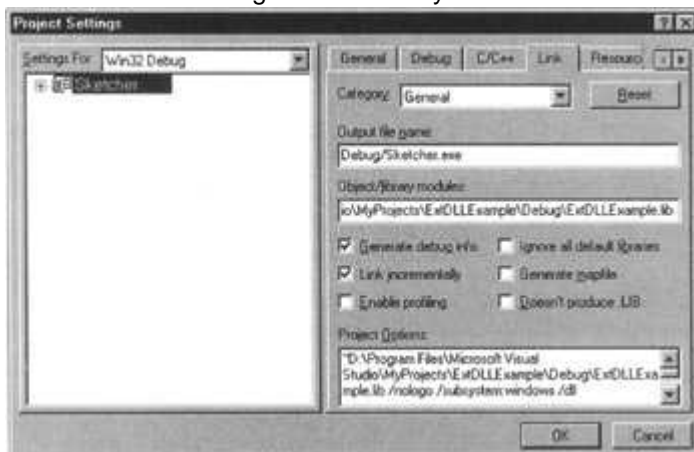 Project Settings
Settings For: Win32 Debug
Sketcher
General Debug C/C++ Link Resourc
Category: General Reset
Output file name:
Debug/Sketcher.exe
Object/library modules:
io\MyProjects\ExtDLLExample\Debug\ExtDLLExample.lib
Generate debug info Ignore all default libraries
Link incrementally Generate mapfile
Enable profiling Doesn't produce .LIB
Project Options:
"D:\Program Files\Microsoft Visual
Studio\MyProjects\ExtDLLExample\Debug\ExtDLLExa
mple.lib /nologo /subsystem:windows /dll
OK Cancel